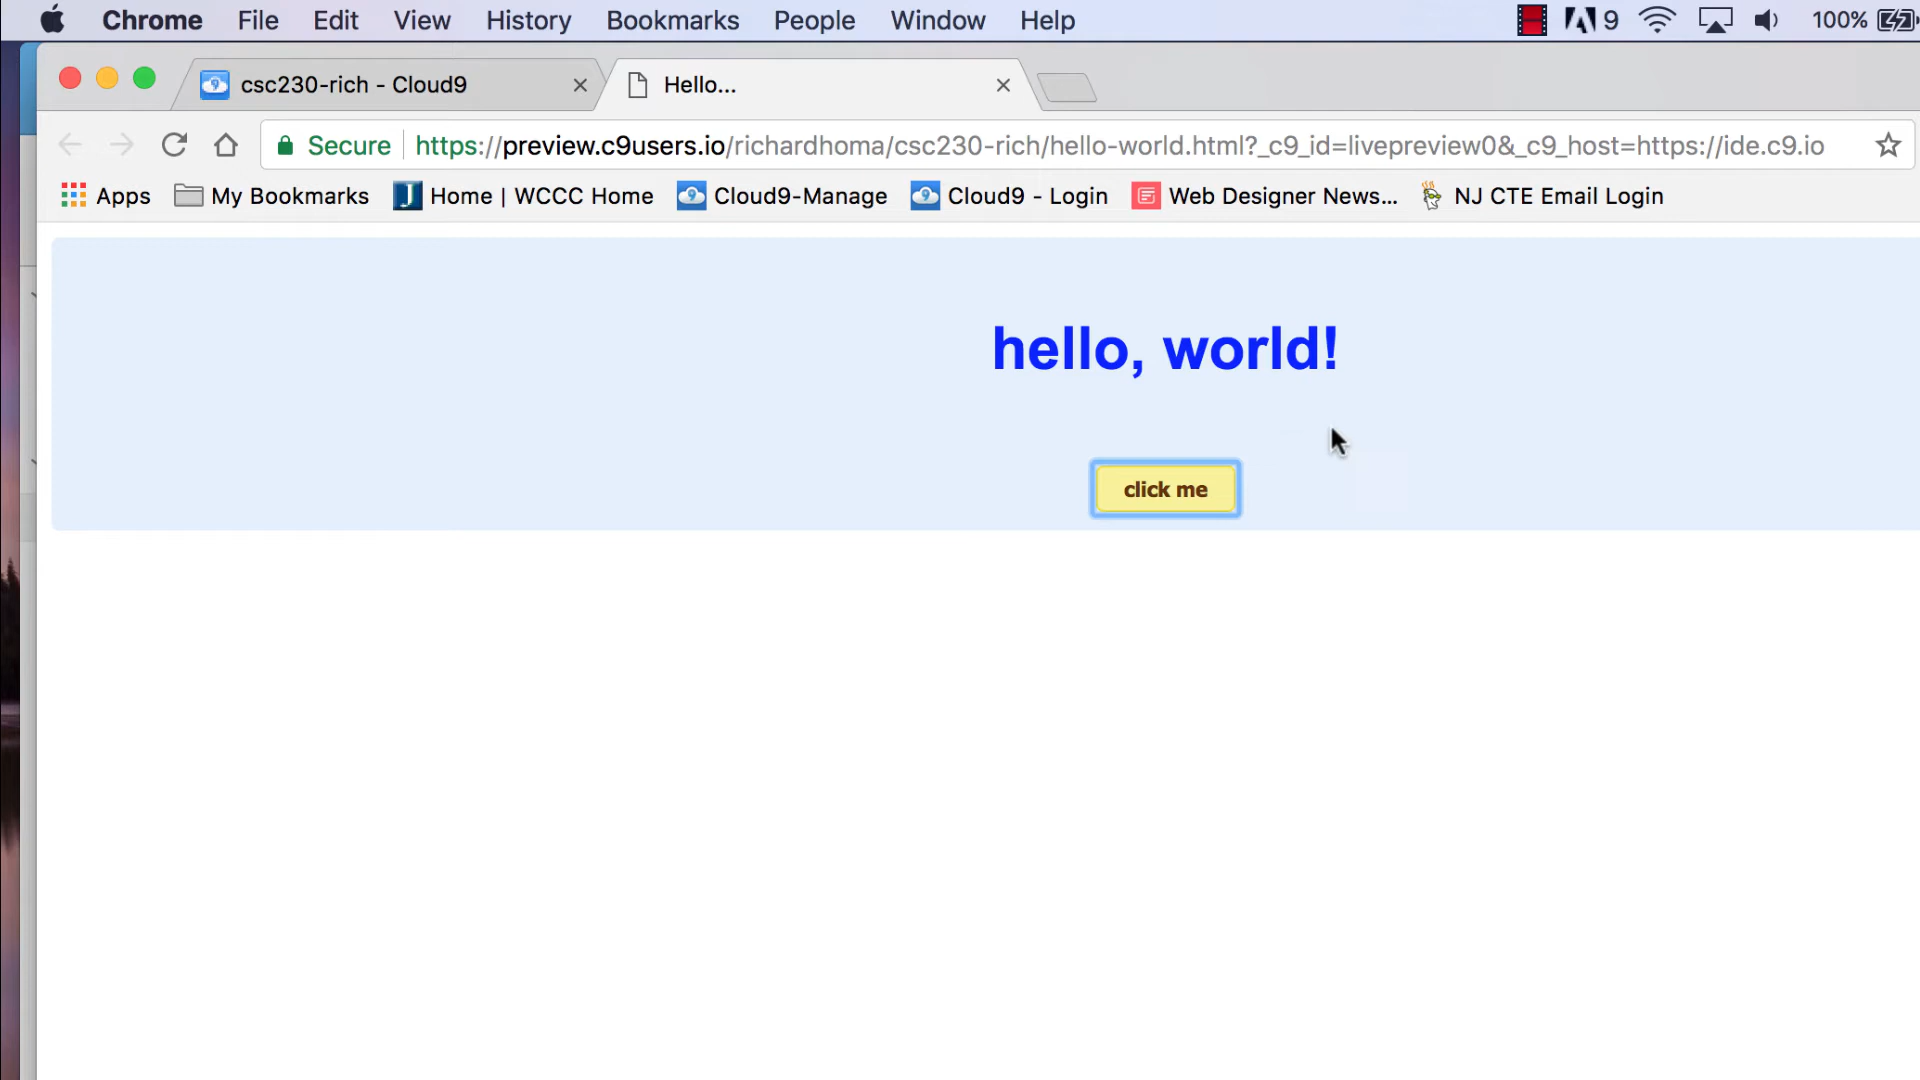 Chrome File Edit View History Bookmarks People Window Help 9 100%
csc230-rich - Cloud9 Hello...
Secure https://preview.c9users.io/richardhoma/csc230-rich/hello-world.html?_c9_id=livepreview0&_c9_host=https://ide.c9.io
Apps My Bookmarks Home | WCCC Home Cloud9-Manage Cloud9 - Login Web Designer News... NJ CTE Email Login
hello, world!
click me